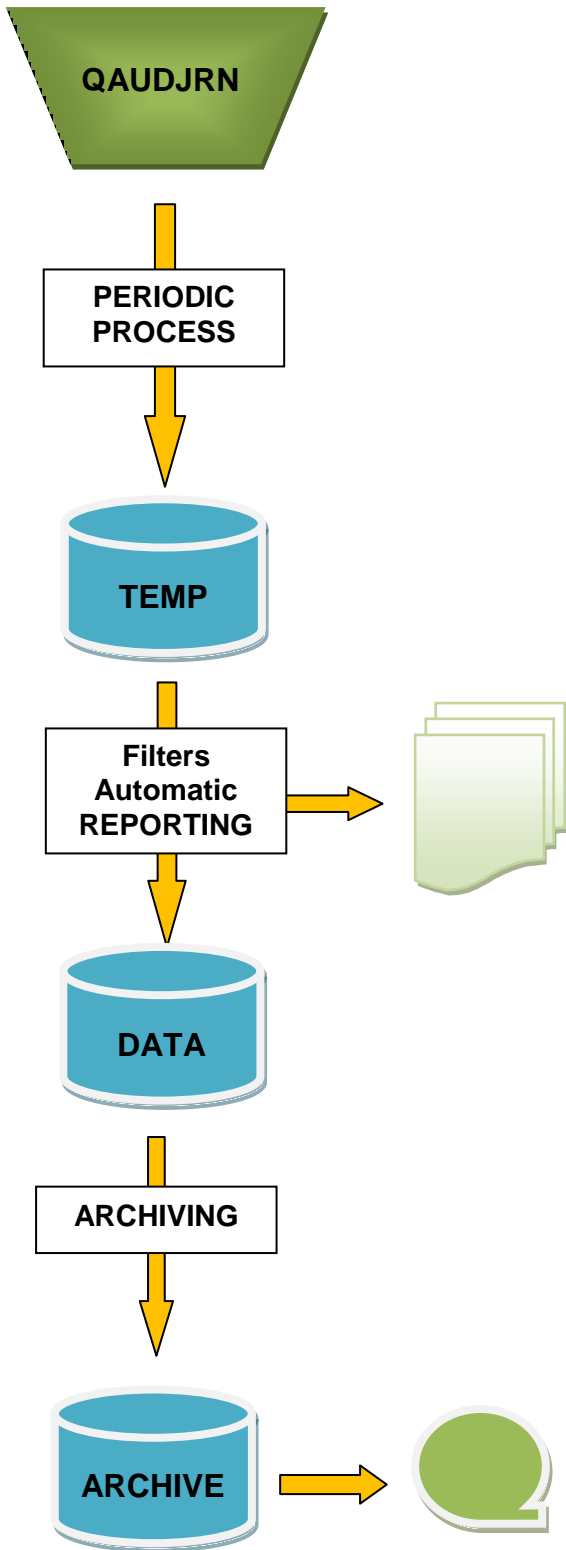 QAUDJRN
PERIODIC
PROCESS
TEMP
Filters
Automatic
REPORTING
DATA
ARCHIVING
ARCHIVE